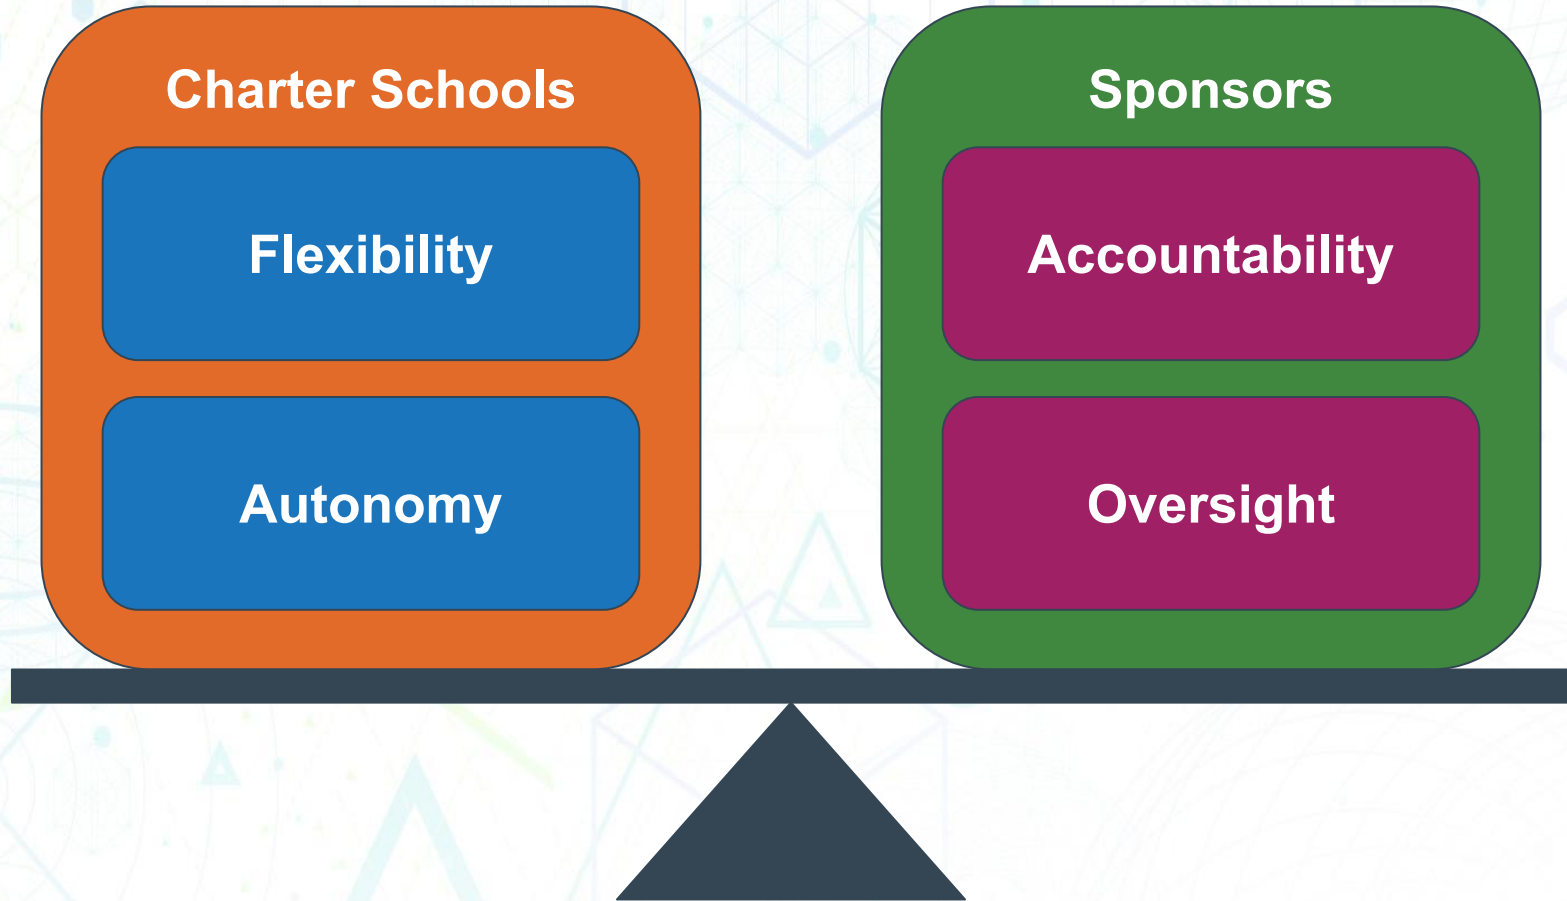 Charter Schools
Flexibility
Autonomy
Sponsors
Accountability
Oversight